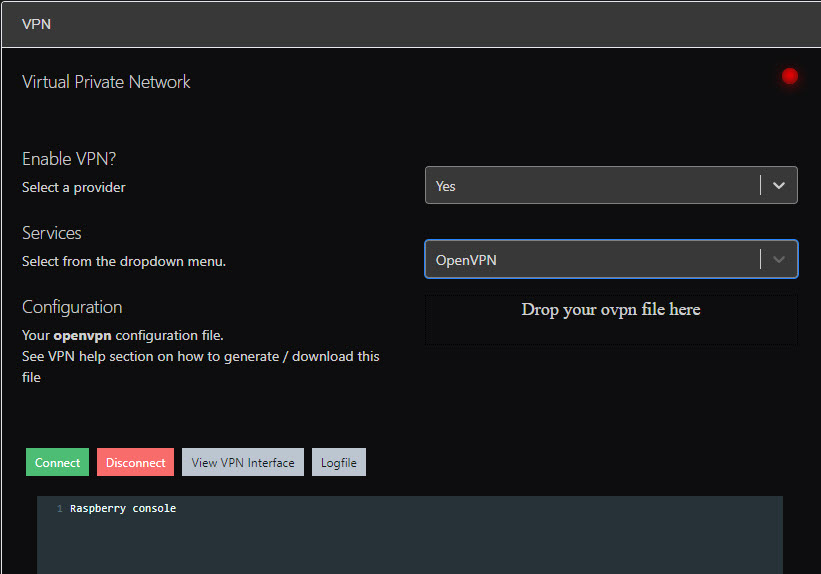 VPN
Virtual Private Network
Enable VPN?
Select a provider
Yes
Services
Select from the dropdown menu.
OpenVPN
Configuration
Drop your ovpn file here
Your openvpn configuration file.
See VPN help section on how to generate / download this
file
Connect Disconnect View VPN Interface Logfile
1 Raspberry console